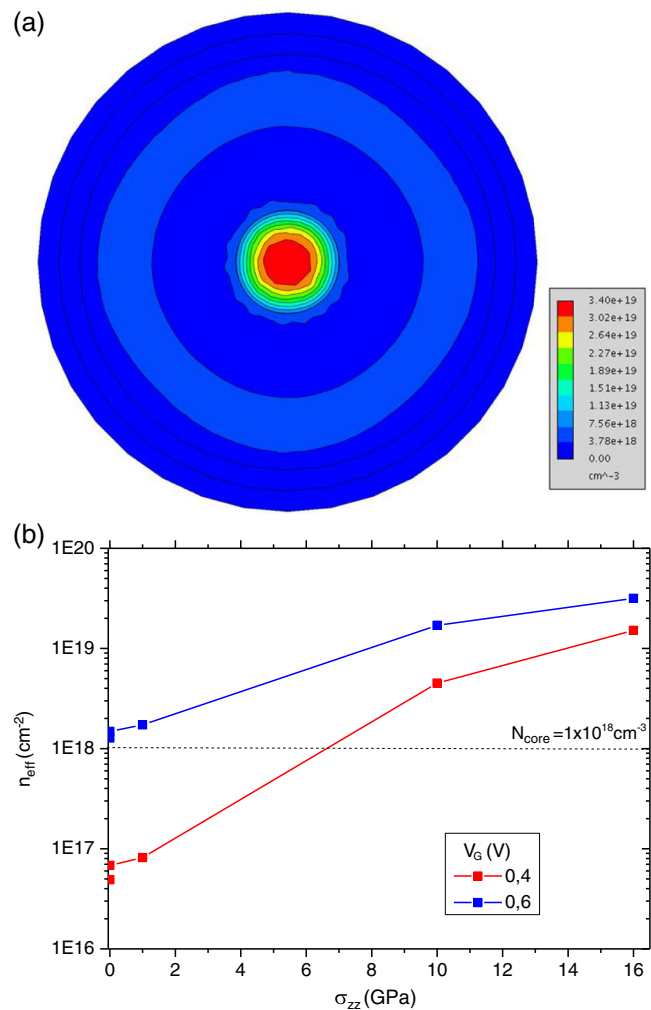 (a)
3.40e+19
3.02e+19
2.64e+19
2.27e+19
1.89e+19
1.51e+19
1.13e+19
7.56e+18
3.78e+18
0.00
cm^-3
(b)
1E20
1E19
1E18
1E17
1E16
n_eff (cm⁻²)
N_core =1x10¹⁸cm⁻³
V_G (V)
0,4
0,6
0 2 4 6 8 10 12 14 16
σ_zz (GPa)